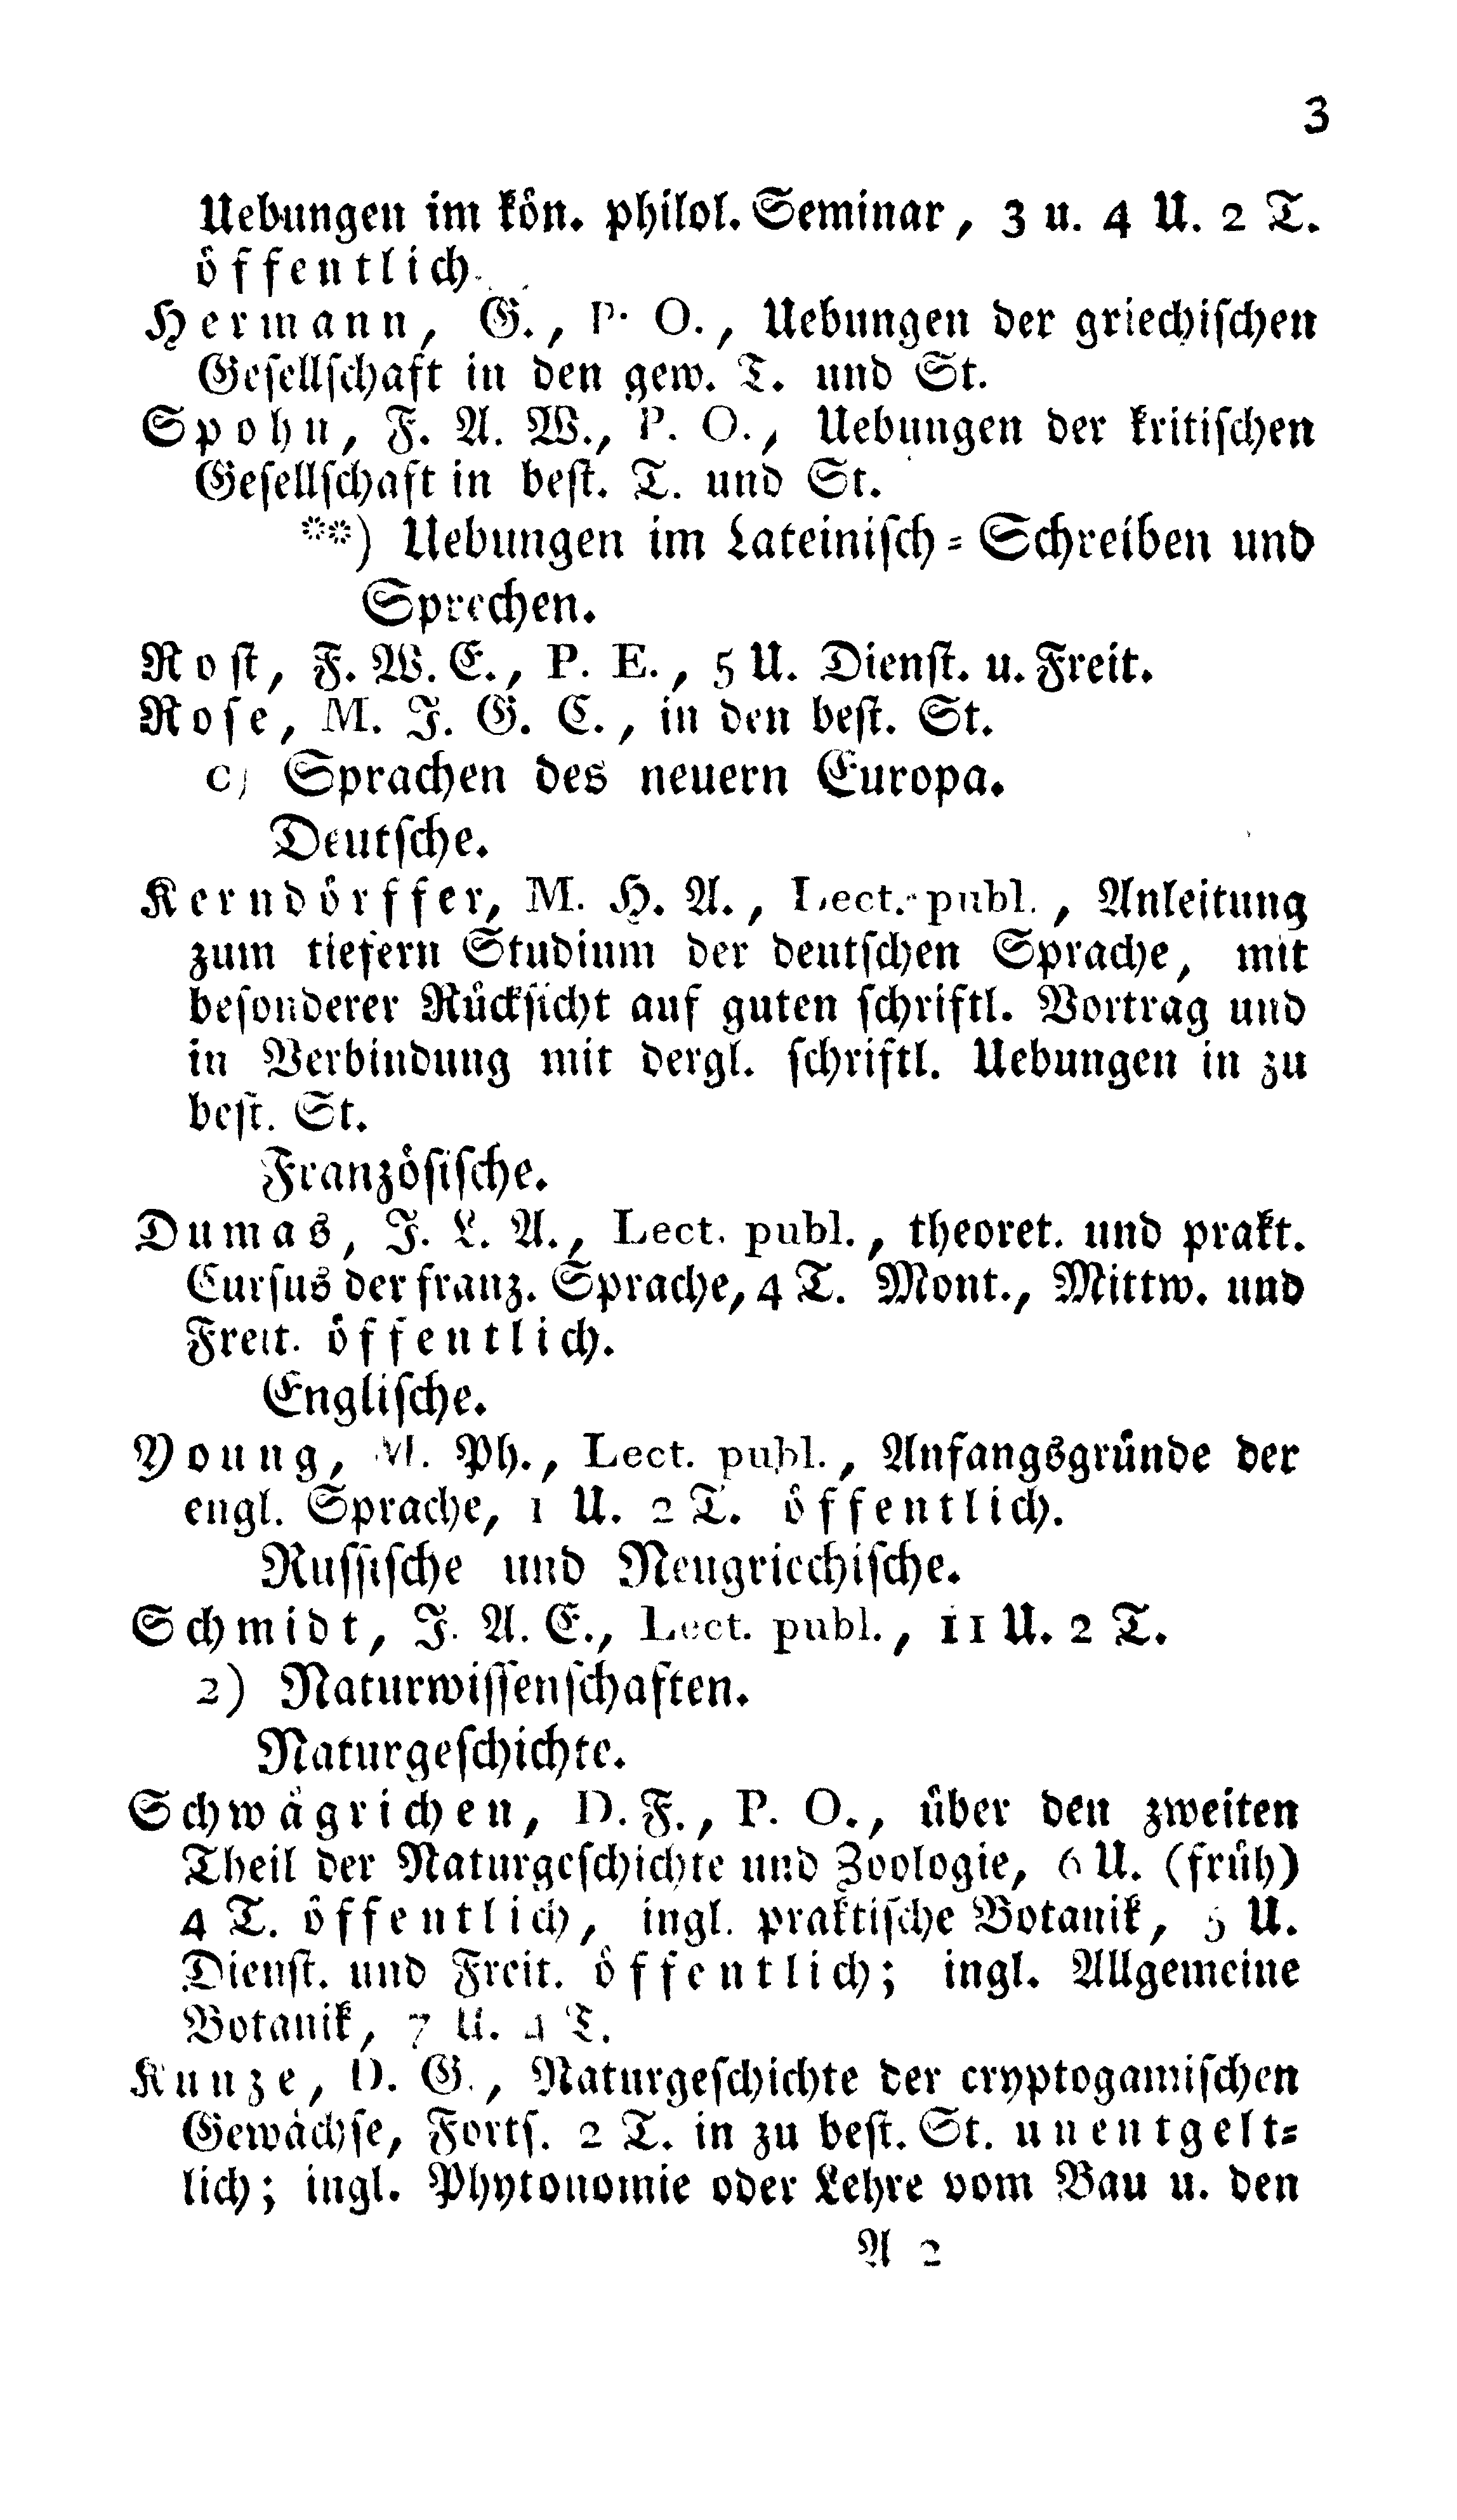 3
Uebungen im kön. philol. Seminar, 3 u. 4 U. 2 T.
öffentlich.
Hermann, G., P. O., Uebungen der griechischen
Gesellschaft in den gew. T. und St.
Spohn, F. A. W., P. O., Uebungen der kritischen
Gesellschaft in best. T. und St.
**) Uebungen im Lateinisch-Schreiben und
Sprechen.
Rost, F. W. E., P. E., 5 U. Dienst. u. Freit.
Rose, M. J. G. C., in den best. St.
c) Sprachen des neuern Europa.
Deutsche.
Kerndörffer, M. H. A., Lect. publ., Anleitung
zum tiefern Studium der deutschen Sprache, mit
besonderer Rücksicht auf guten schriftl. Vortrag und
in Verbindung mit dergl. schriftl. Uebungen in zu
best. St.
Französische.
Dumas, J. L. A., Lect. publ., theoret. und prakt.
Cursus der franz. Sprache, 4 T. Mont., Mittw. und
Freit. öffentlich.
Englische.
Young, M. Ph., Lect. publ., Anfangsgründe der
engl. Sprache, 1 U. 2 T. öffentlich.
Russische und Neugriechische.
Schmidt, J. A. E., Lect. publ., 11 U. 2 T.
2) Naturwissenschaften.
Naturgeschichte.
Schwägrichen, D. F., P. O., über den zweiten
Theil der Naturgeschichte und Zoologie, 6 U. (früh)
4 T. öffentlich, ingl. praktische Botanik, 5 U.
Dienst. und Freit. öffentlich; ingl. Allgemeine
Botanik, 7 U. 4 T.
Kunze, D. G., Naturgeschichte der cryptogamischen
Gewächse, Forts. 2 T. in zu best. St. unentgelt-
lich; ingl. Phytonomie oder Lehre vom Bau u. den
A 2